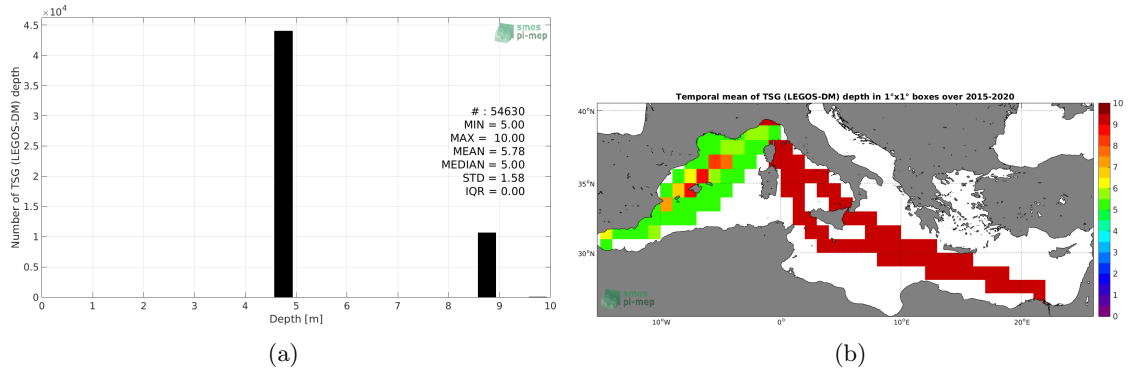 ×10⁴
4.5
4
3.5
3
2.5
2
1.5
1
0.5
0
Number of TSG (LEGOS-DM) depth
smos
pi-mep
# : 54630
MIN = 5.00
MAX = 10.00
MEAN = 5.78
MEDIAN = 5.00
STD = 1.58
IQR = 0.00
0 1 2 3 4 5 6 7 8 9 10
Depth [m]
(a)
Temporal mean of TSG (LEGOS-DM) depth in 1°x1° boxes over 2015-2020
40°N
35°N
30°N
10°W 0° 10°E 20°E
smos
pi-mep
10
9
8
7
6
5
4
3
2
1
0
(b)